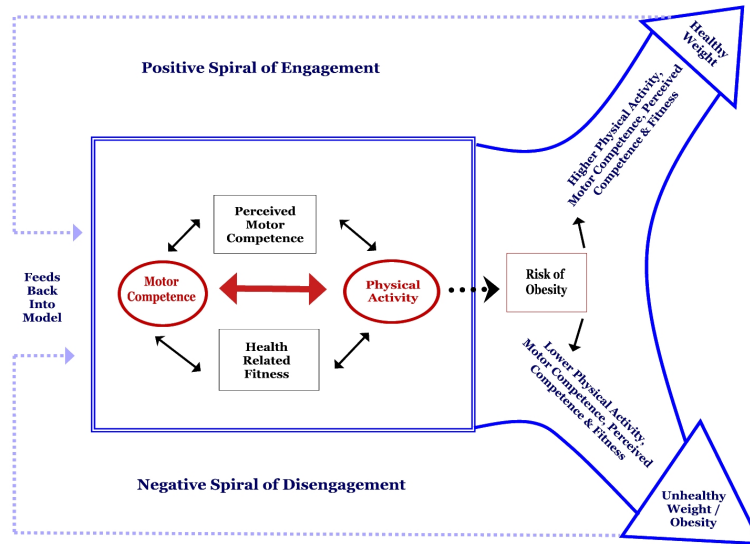 Positive Spiral of Engagement
Healthy
Weight
Higher Physical Activity,
Motor Competence, Perceived
Competence & Fitness
Perceived
Motor
Competence
Feeds
Back
Into
Model
Motor
Competence
Physical
Activity
Risk of
Obesity
Health
Related
Fitness
Lower Physical Activity,
Motor Competence, Perceived
Competence & Fitness
Negative Spiral of Disengagement
Unhealthy
Weight /
Obesity